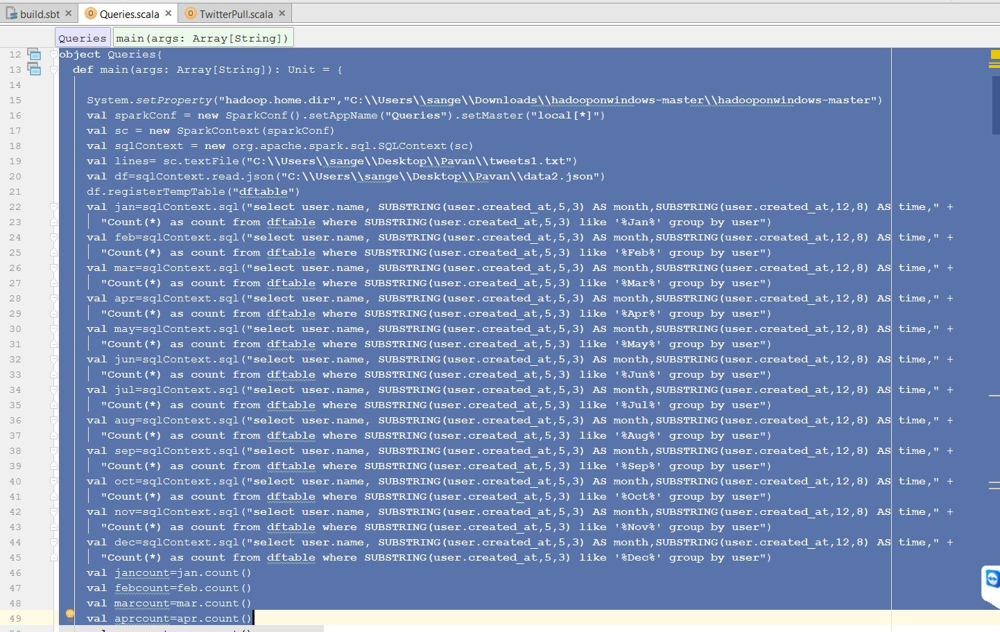 build.sbt × Queries.scala × TwitterPull.scala ×
Queries main(args: Array[String])
12 object Queries{
13 def main(args: Array[String]): Unit = {
14
15 System.setProperty("hadoop.home.dir","C:\\Users\\sange\\Downloads\\hadooponwindows-master\\hadooponwindows-master")
16 val sparkConf = new SparkConf().setAppName("Queries").setMaster("local[*]")
17 val sc = new SparkContext(sparkConf)
18 val sqlContext = new org.apache.spark.sql.SQLContext(sc)
19 val lines= sc.textFile("C:\\Users\\sange\\Desktop\\Pavan\\tweets1.txt")
20 val df=sqlContext.read.json("C:\\Users\\sange\\Desktop\\Pavan\\data2.json")
21 df.registerTempTable("dftable")
22 val jan=sqlContext.sql("select user.name, SUBSTRING(user.created_at,5,3) AS month,SUBSTRING(user.created_at,12,8) AS time," +
23 "Count(*) as count from dftable where SUBSTRING(user.created_at,5,3) like '%Jan%' group by user")
24 val feb=sqlContext.sql("select user.name, SUBSTRING(user.created_at,5,3) AS month,SUBSTRING(user.created_at,12,8) AS time," +
25 "Count(*) as count from dftable where SUBSTRING(user.created_at,5,3) like '%Feb%' group by user")
26 val mar=sqlContext.sql("select user.name, SUBSTRING(user.created_at,5,3) AS month,SUBSTRING(user.created_at,12,8) AS time," +
27 "Count(*) as count from dftable where SUBSTRING(user.created_at,5,3) like '%Mar%' group by user")
28 val apr=sqlContext.sql("select user.name, SUBSTRING(user.created_at,5,3) AS month,SUBSTRING(user.created_at,12,8) AS time," +
29 "Count(*) as count from dftable where SUBSTRING(user.created_at,5,3) like '%Apr%' group by user")
30 val may=sqlContext.sql("select user.name, SUBSTRING(user.created_at,5,3) AS month,SUBSTRING(user.created_at,12,8) AS time," +
31 "Count(*) as count from dftable where SUBSTRING(user.created_at,5,3) like '%May%' group by user")
32 val jun=sqlContext.sql("select user.name, SUBSTRING(user.created_at,5,3) AS month,SUBSTRING(user.created_at,12,8) AS time," +
33 "Count(*) as count from dftable where SUBSTRING(user.created_at,5,3) like '%Jun%' group by user")
34 val jul=sqlContext.sql("select user.name, SUBSTRING(user.created_at,5,3) AS month,SUBSTRING(user.created_at,12,8) AS time," +
35 "Count(*) as count from dftable where SUBSTRING(user.created_at,5,3) like '%Jul%' group by user")
36 val aug=sqlContext.sql("select user.name, SUBSTRING(user.created_at,5,3) AS month,SUBSTRING(user.created_at,12,8) AS time," +
37 "Count(*) as count from dftable where SUBSTRING(user.created_at,5,3) like '%Aug%' group by user")
38 val sep=sqlContext.sql("select user.name, SUBSTRING(user.created_at,5,3) AS month,SUBSTRING(user.created_at,12,8) AS time," +
39 "Count(*) as count from dftable where SUBSTRING(user.created_at,5,3) like '%Sep%' group by user")
40 val oct=sqlContext.sql("select user.name, SUBSTRING(user.created_at,5,3) AS month,SUBSTRING(user.created_at,12,8) AS time," +
41 "Count(*) as count from dftable where SUBSTRING(user.created_at,5,3) like '%Oct%' group by user")
42 val nov=sqlContext.sql("select user.name, SUBSTRING(user.created_at,5,3) AS month,SUBSTRING(user.created_at,12,8) AS time," +
43 "Count(*) as count from dftable where SUBSTRING(user.created_at,5,3) like '%Nov%' group by user")
44 val dec=sqlContext.sql("select user.name, SUBSTRING(user.created_at,5,3) AS month,SUBSTRING(user.created_at,12,8) AS time," +
45 "Count(*) as count from dftable where SUBSTRING(user.created_at,5,3) like '%Dec%' group by user")
46 val jancount=jan.count()
47 val febcount=feb.count()
48 val marcount=mar.count()
49 val aprcount=apr.count()